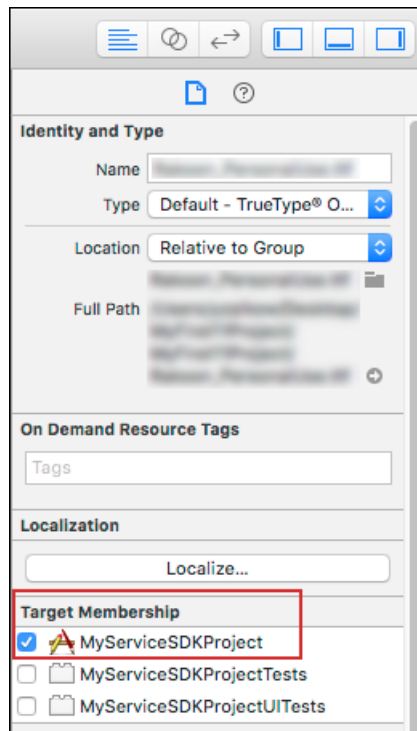 Identity and Type
Name
Type Default - TrueType® O...
Location Relative to Group
Full Path
On Demand Resource Tags
Tags
Localization
Localize...
Target Membership
MyServiceSDKProject
MyServiceSDKProjectTests
MyServiceSDKProjectUITests